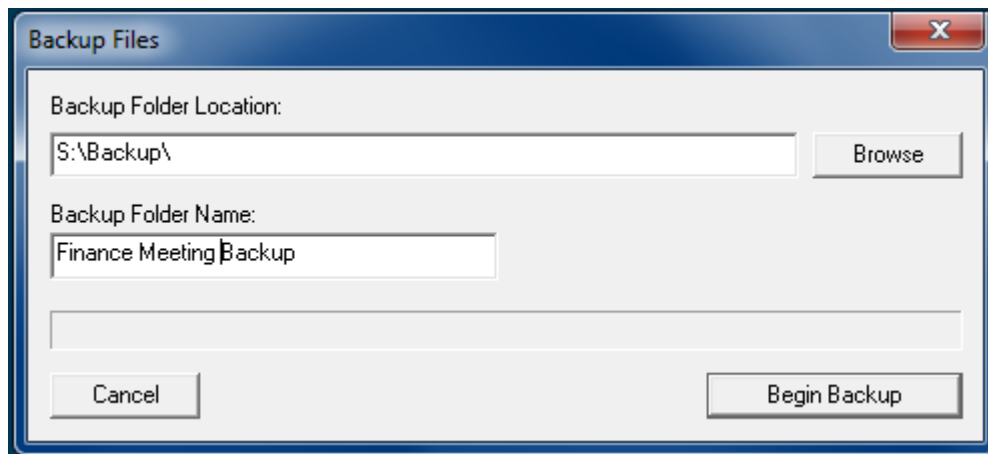 Backup Files
Backup Folder Location:
S:\Backup\
Browse
Backup Folder Name:
Finance Meeting Backup
Cancel
Begin Backup